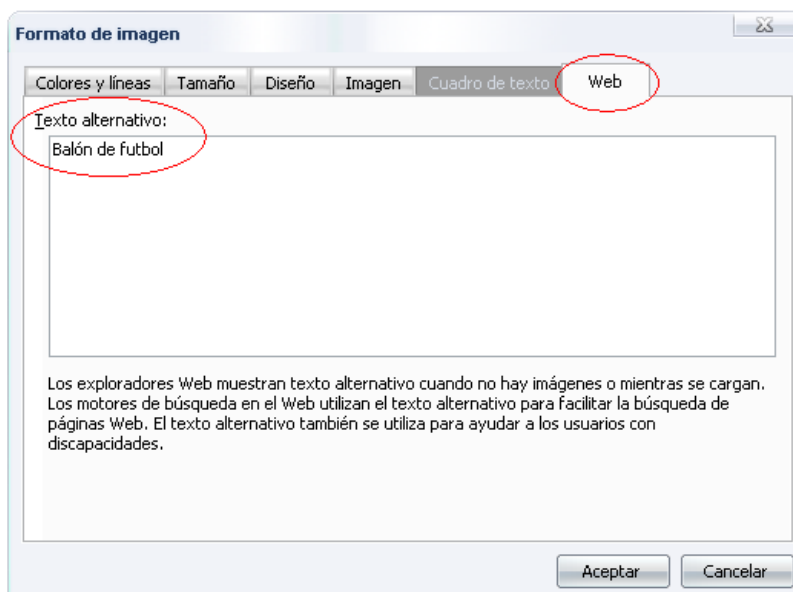 Formato de imagen
Colores y líneas Tamaño Diseño Imagen Cuadro de texto Web
Texto alternativo:
Balón de futbol
Los exploradores Web muestran texto alternativo cuando no hay imágenes o mientras se cargan.
Los motores de búsqueda en el Web utilizan el texto alternativo para facilitar la búsqueda de
páginas Web. El texto alternativo también se utiliza para ayudar a los usuarios con
discapacidades.
Aceptar Cancelar